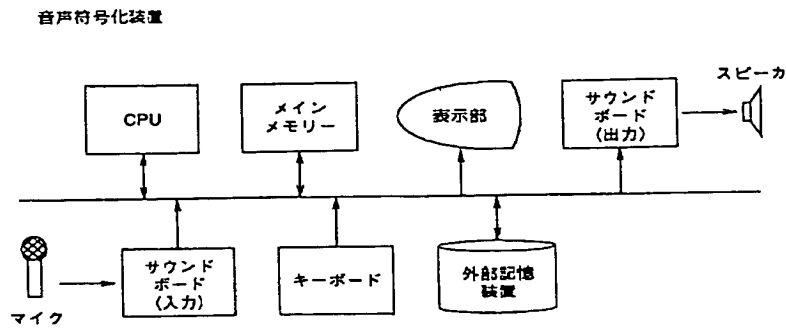 音声符号化装置
スピーカ
CPU
メイン
メモリー
表示部
サウンド
ボード
(出力)
マイク
サウンド
ボード
(入力)
キーボード
外部記憶
装置